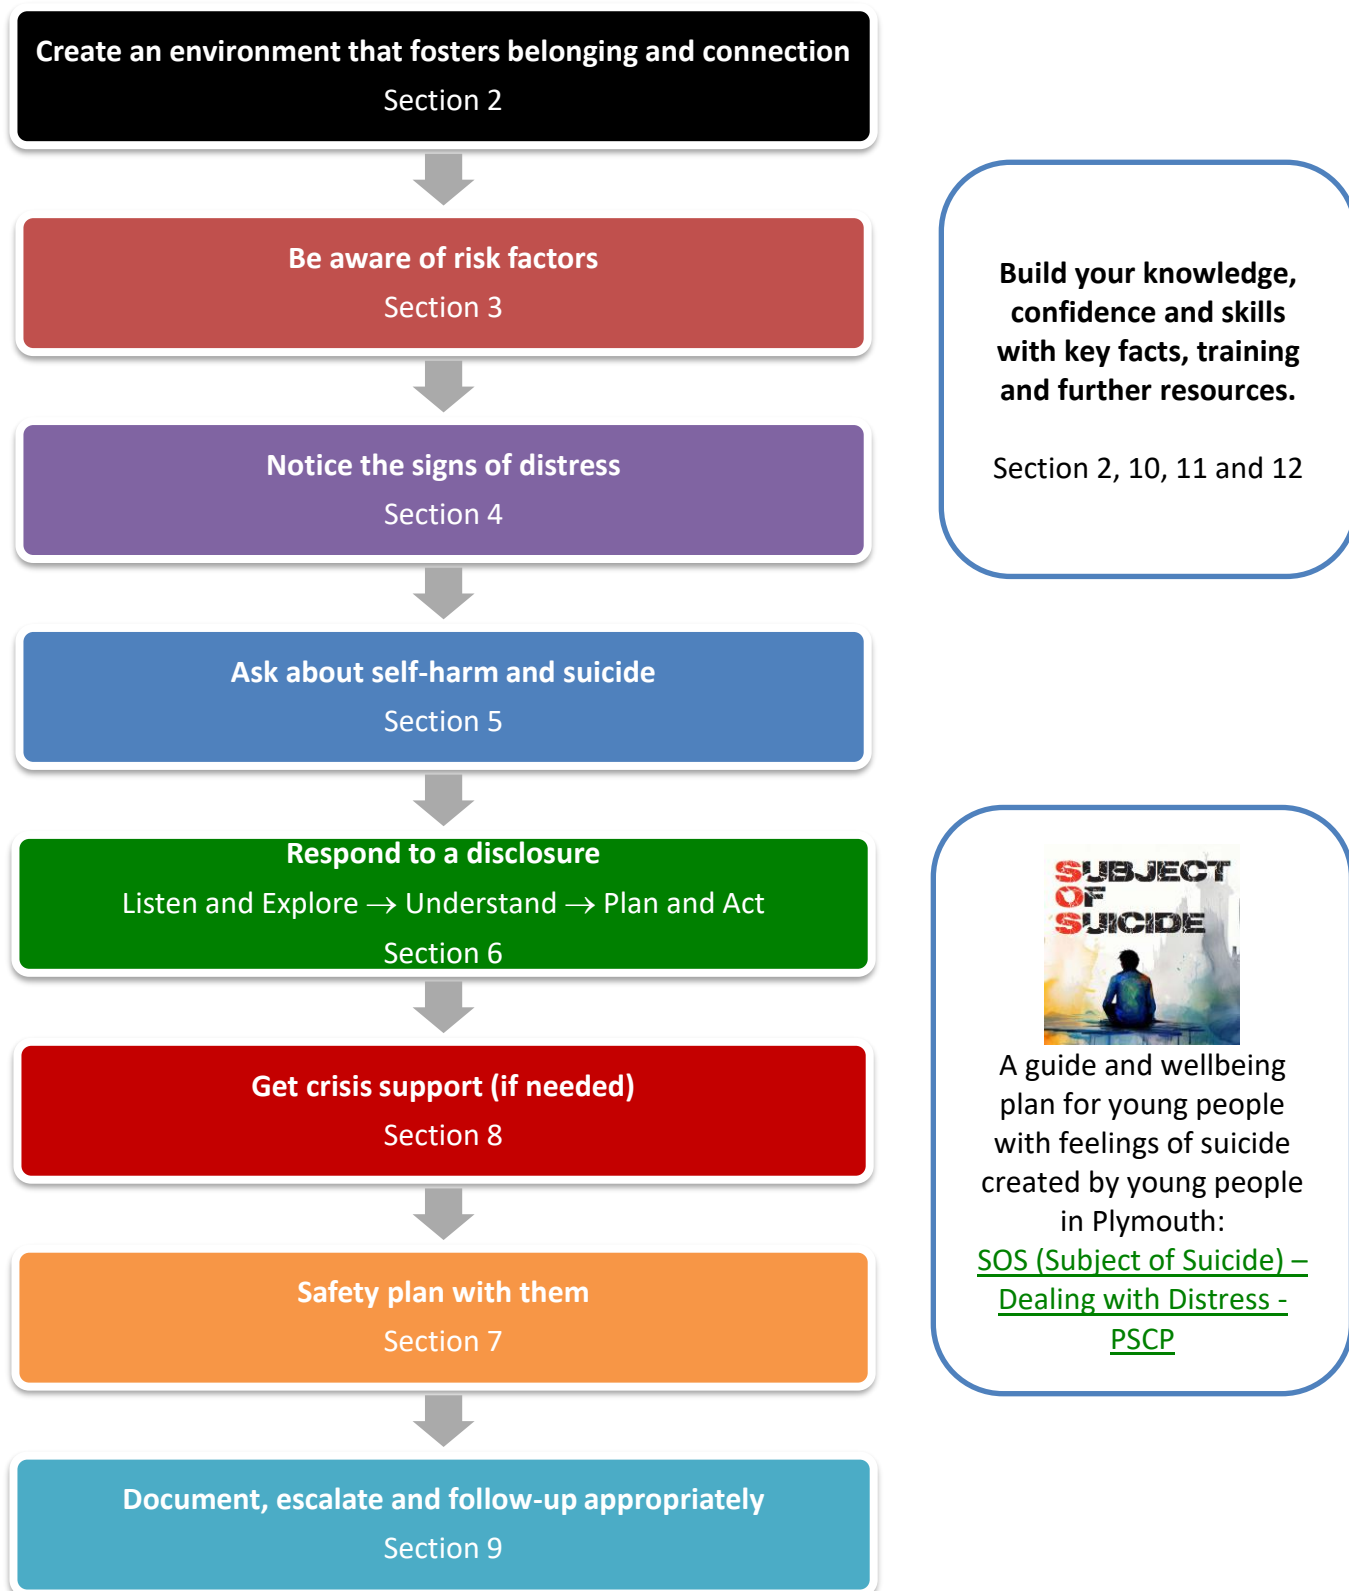 Create an environment that fosters belonging and connection
Section 2
Be aware of risk factors
Section 3
Notice the signs of distress
Section 4
Ask about self-harm and suicide
Section 5
Respond to a disclosure
Listen and Explore → Understand → Plan and Act
Section 6
Get crisis support (if needed)
Section 8
Safety plan with them
Section 7
Document, escalate and follow-up appropriately
Section 9
Build your knowledge,
confidence and skills
with key facts, training
and further resources.
Section 2, 10, 11 and 12
SUBJECT
OF
SUICIDE
A guide and wellbeing
plan for young people
with feelings of suicide
created by young people
in Plymouth:
SOS (Subject of Suicide) –
Dealing with Distress -
PSCP